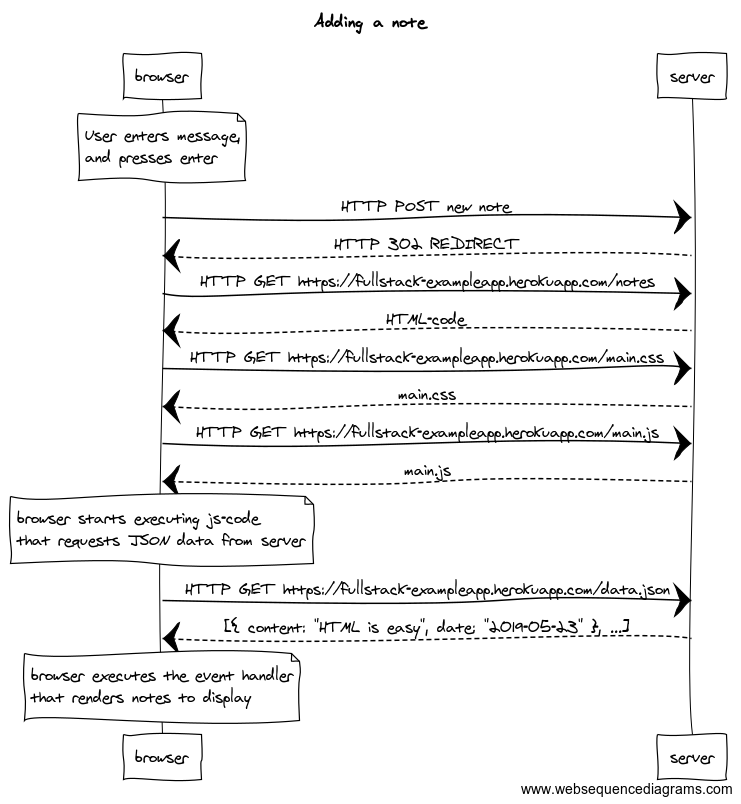 Adding a note
browser
server
User enters message,
and presses enter
HTTP POST new note
HTTP 302 REDIRECT
HTTP GET https://fullstack-exampleapp.herokuapp.com/notes
HTML-code
HTTP GET https://fullstack-exampleapp.herokuapp.com/main.css
main.css
HTTP GET https://fullstack-exampleapp.herokuapp.com/main.js
main.js
browser starts executing js-code
that requests JSON data from server
HTTP GET https://fullstack-exampleapp.herokuapp.com/data.json
[{ content: "HTML is easy", date: "2019-05-23" }, ...]
browser executes the event handler
that renders notes to display
browser
server
www.websequencediagrams.com